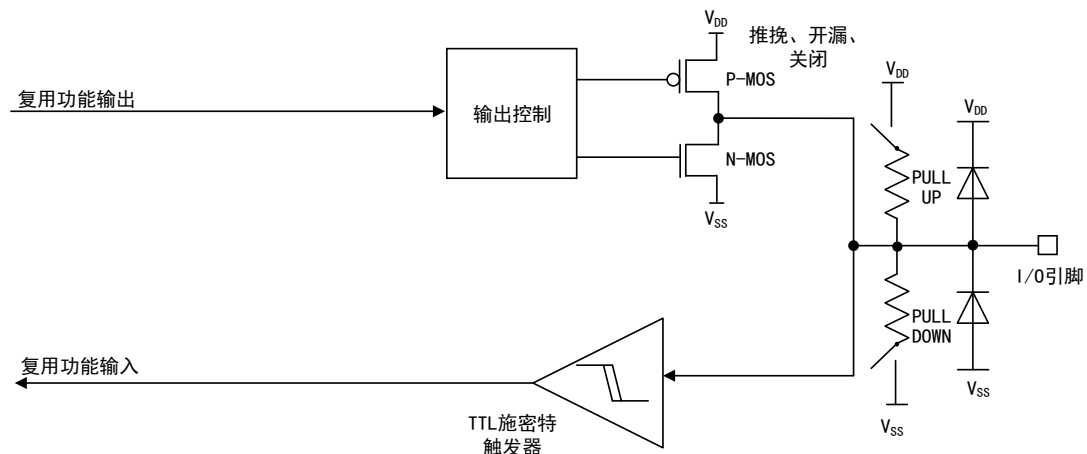 V_DD
推挽、开漏、
关闭
P-MOS
复用功能输出
输出控制
N-MOS
V_SS
V_DD
V_DD
PULL
UP
I/O引脚
PULL
DOWN
V_SS
V_SS
复用功能输入
TTL施密特
触发器